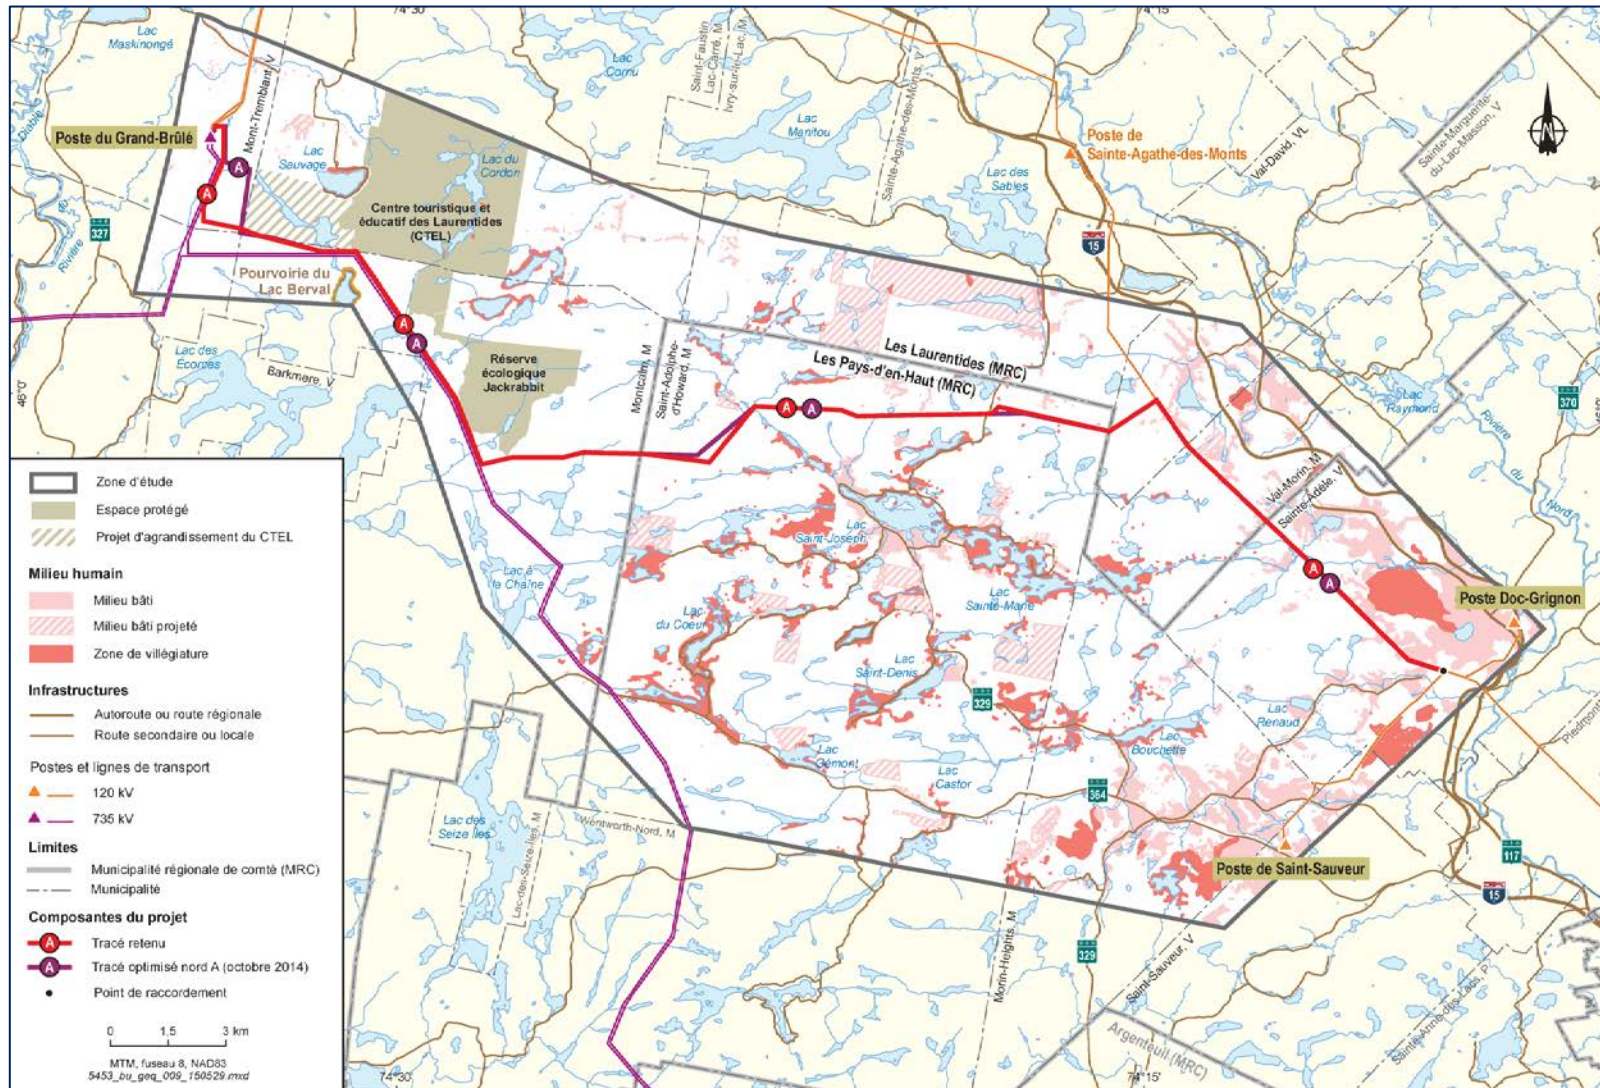 74°30'
74°15'
Lac
Maskinongé
Lac
Cornu
Saint-Faustin
Lac-Carré, M
Ivry-sur-le-Lac, M
Sainte-Agathe-des-Monts, V
Diable
Mont-Tremblant, V
Poste du Grand-Brûlé
Lac
Sauvage
Lac du
Cordon
Lac
Manitou
Lac des
Sables
Poste de
Sainte-Agathe-des-Monts
Val-David, VL
Sainte-Marguerite-
du-Lac-Masson, V
N
A
A
327
Rivière
Centre touristique et
éducatif des Laurentides
(CTEL)
15
Pourvoirie du
Lac Berval
A
A
Lac des
Écorces
Barkmere, V
Réserve
écologique
Jackrabbit
Montcalm, M
Saint-Adolphe-
d'Howard, M
Les Laurentides (MRC)
Les Pays-d'en-Haut (MRC)
A
A
46°0'
Lac
Raymond
370
Rivière
du
Nord
Val-Morin, M
Sainte-Adèle, V
Lac
Saint-Joseph
Lac à
la Chaîne
Lac
du Coeur
Lac
Sainte-Marie
Lac
Saint-Denis
A
A
Poste Doc-Grignon
329
Lac
Renaud
Lac
Bouchette
Piedmont
Lac
Gémont
Lac
Castor
364
Lac des
Seize Îles
Lac-des-Seize-Îles, M
Wentworth-Nord, M
Poste de Saint-Sauveur
117
15
329
Morin-Heights, M
Saint-Sauveur, V
Sainte-Anne-des-Lacs, P
Argenteuil (MRC)
74°30'
74°15'
Zone d'étude
Espace protégé
Projet d'agrandissement du CTEL
Milieu humain
Milieu bâti
Milieu bâti projeté
Zone de villégiature
Infrastructures
Autoroute ou route régionale
Route secondaire ou locale
Postes et lignes de transport
120 kV
735 kV
Limites
Municipalité régionale de comté (MRC)
Municipalité
Composantes du projet
A Tracé retenu
A Tracé optimisé nord A (octobre 2014)
Point de raccordement
0 1,5 3 km
MTM, fuseau 8, NAD83
5453_bu_geq_009_150529.mxd